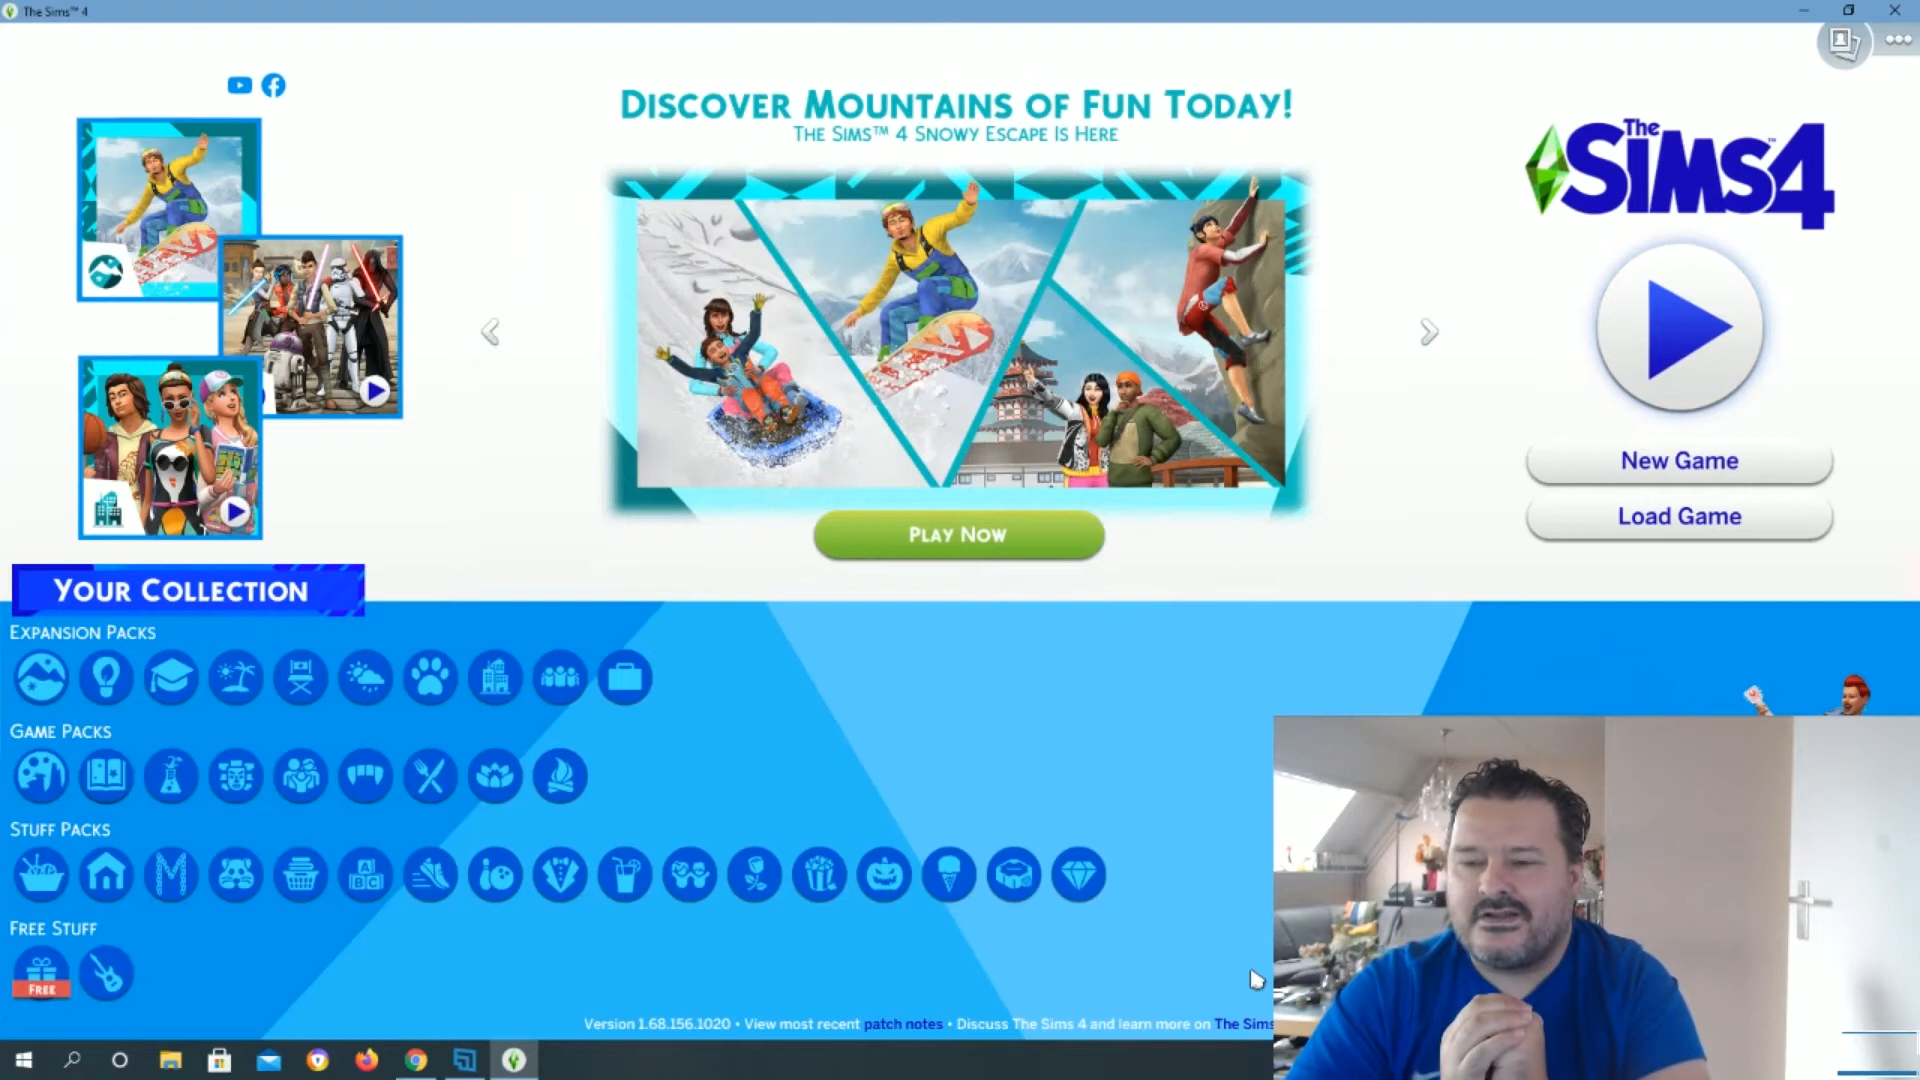 The Sims™ 4
DISCOVER MOUNTAINS OF FUN TODAY!
THE SIMS™ 4 SNOWY ESCAPE IS HERE
The SIMS 4
PLAY NOW
New Game
Load Game
YOUR COLLECTION
EXPANSION PACKS
GAME PACKS
STUFF PACKS
ABC
FREE STUFF
FREE
Version 1.68.156.1020 • View most recent patch notes • Discuss The Sims 4 and learn more on The Sims